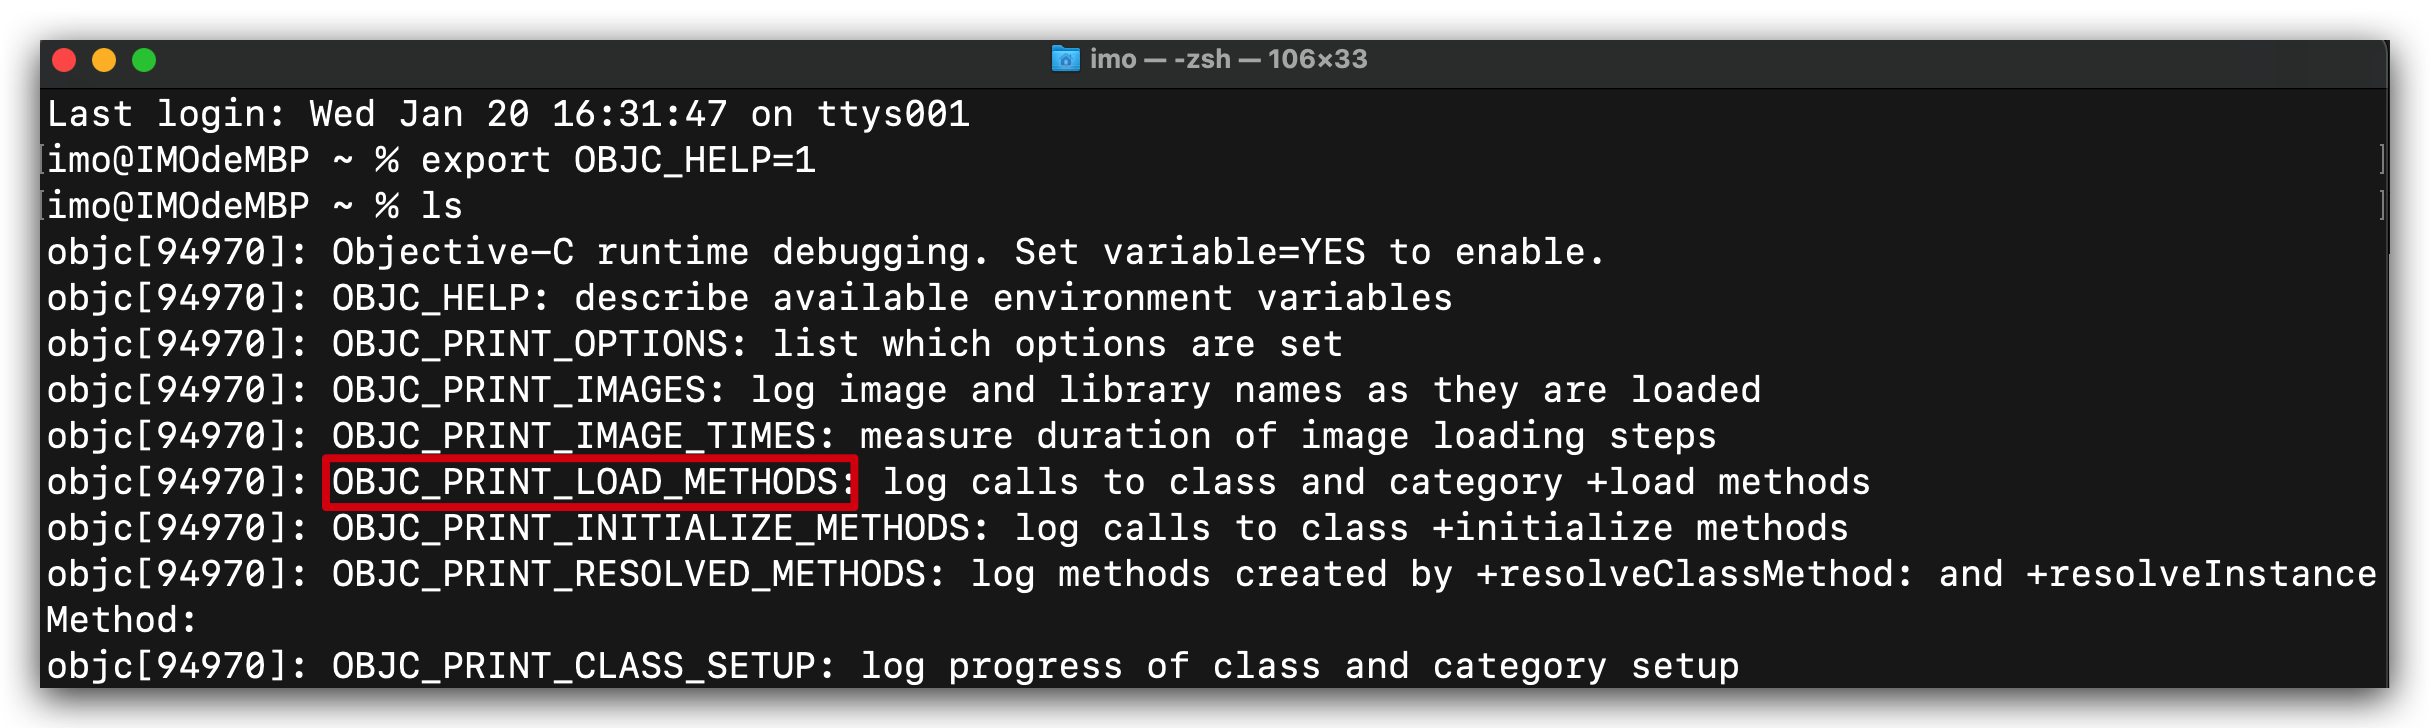 imo — -zsh — 106×33
Last login: Wed Jan 20 16:31:47 on ttys001
[imo@IMOdeMBP ~ % export OBJC_HELP=1 ]
[imo@IMOdeMBP ~ % ls ]
objc[94970]: Objective-C runtime debugging. Set variable=YES to enable.
objc[94970]: OBJC_HELP: describe available environment variables
objc[94970]: OBJC_PRINT_OPTIONS: list which options are set
objc[94970]: OBJC_PRINT_IMAGES: log image and library names as they are loaded
objc[94970]: OBJC_PRINT_IMAGE_TIMES: measure duration of image loading steps
objc[94970]: OBJC_PRINT_LOAD_METHODS: log calls to class and category +load methods
objc[94970]: OBJC_PRINT_INITIALIZE_METHODS: log calls to class +initialize methods
objc[94970]: OBJC_PRINT_RESOLVED_METHODS: log methods created by +resolveClassMethod: and +resolveInstance
Method:
objc[94970]: OBJC_PRINT_CLASS_SETUP: log progress of class and category setup